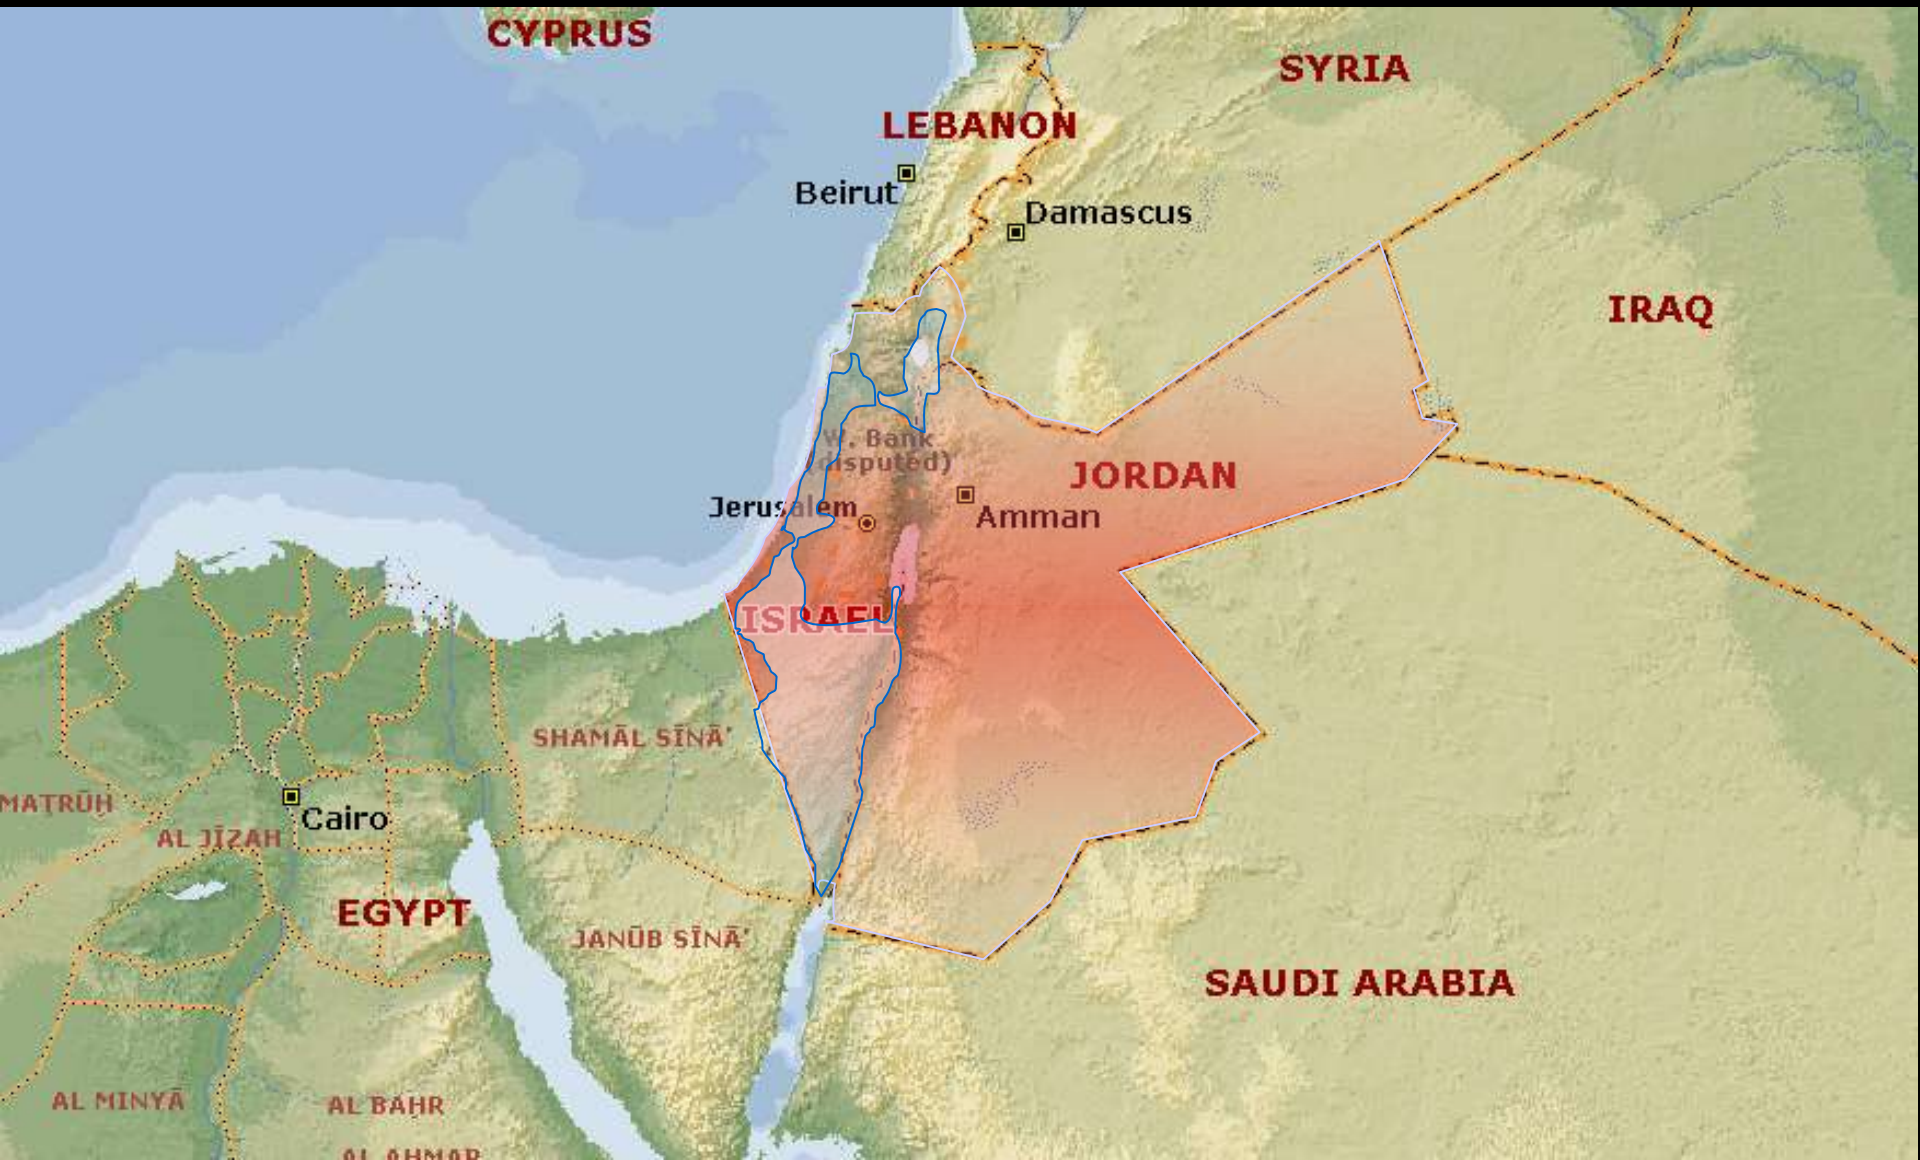 CYPRUS
SYRIA
LEBANON
Beirut
Damascus
IRAQ
W. Bank
(disputed)
JORDAN
Jerusalem
Amman
ISRAEL
SHAMĀL SĪNĀ'
MAṬRŪḤ
Cairo
AL JĪZAH
EGYPT
JANŪB SĪNĀ'
SAUDI ARABIA
AL MINYĀ
AL BAḤR
AL AḤMAR